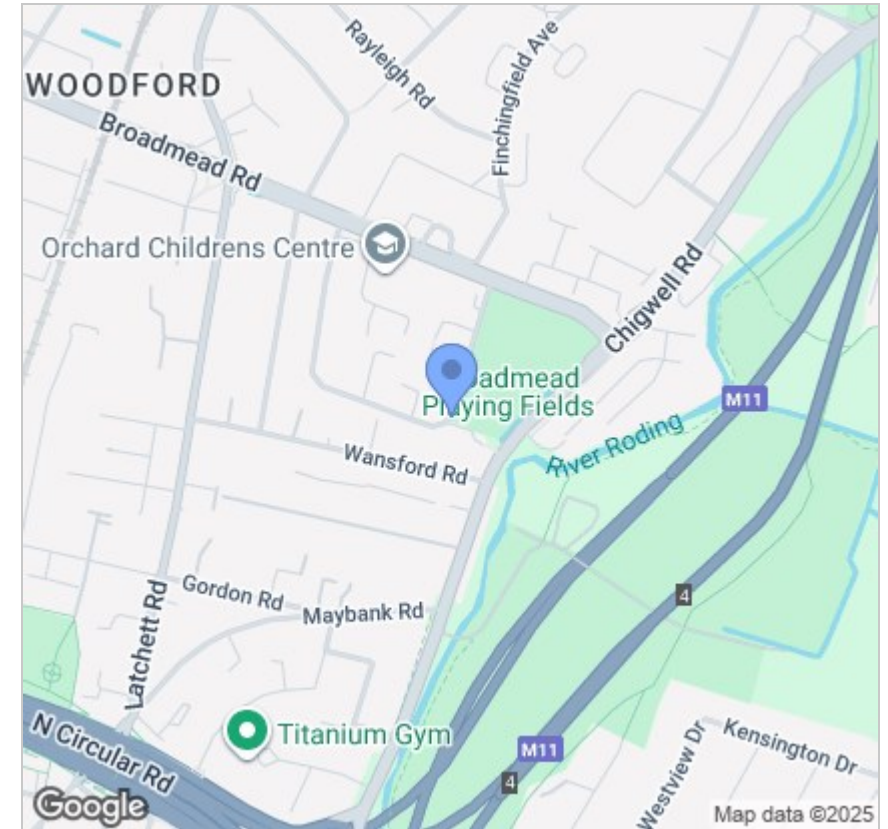 WOODFORD
Broadmead Rd
Rayleigh Rd
Finchingfield Ave
Orchard Childrens Centre
Chigwell Rd
admead
Playing Fields
M11
River Roding
Wansford Rd
Gordon Rd
Maybank Rd
Latchett Rd
4
N Circular Rd
Titanium Gym
M11
4
Westview Dr
Kensington Dr
Google
Map data ©2025